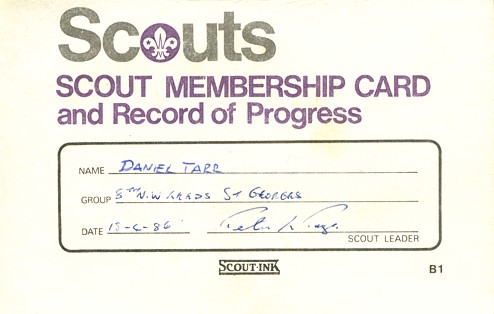 Scouts
SCOUT MEMBERSHIP CARD
and Record of Progress
NAME DANIEL TARR
GROUP 8TH N.W LEEDS ST GEORGES
DATE 15-6-86
SCOUT LEADER
SCOUT-INK
B1